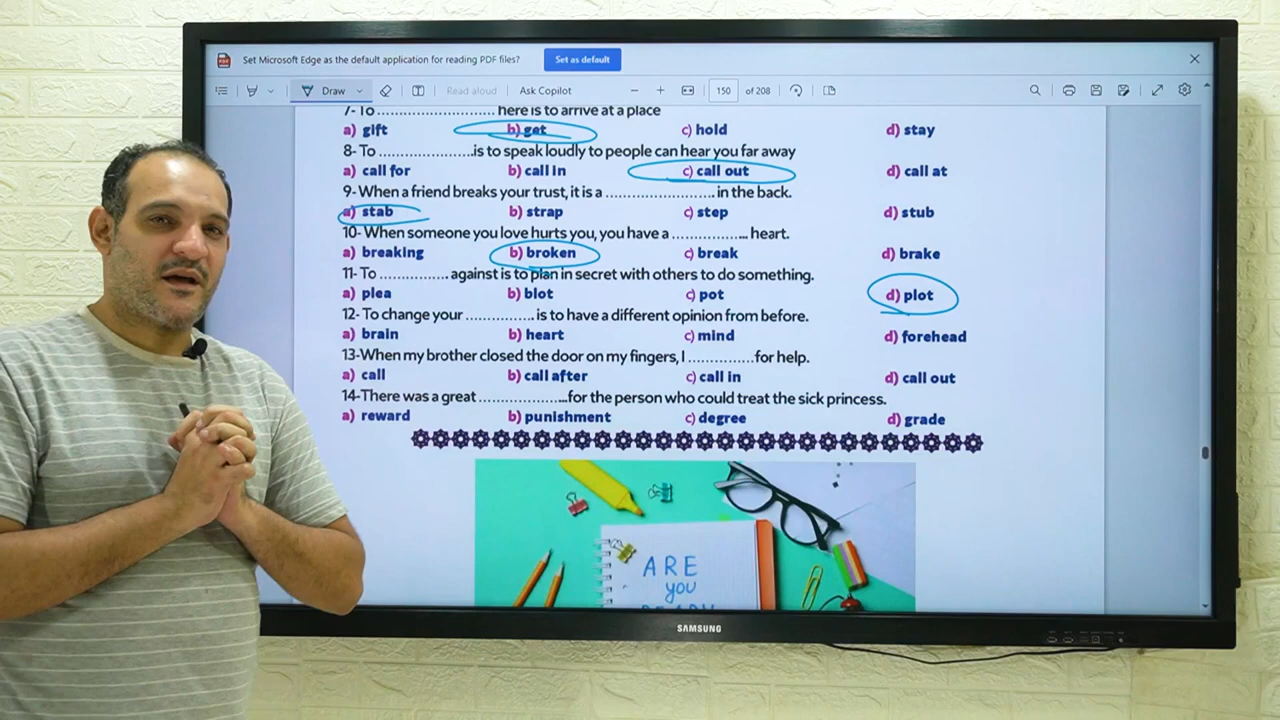 Set Microsoft Edge as the default application for reading PDF files? Set as default
Draw Read aloud Ask Copilot 150 of 208
7- To ............................ here is to arrive at a place
a) gift b) get c) hold d) stay
8- To ......................is to speak loudly to people can hear you far away
a) call for b) call in c) call out d) call at
9- When a friend breaks your trust, it is a ......................... in the back.
a) stab b) strap c) step d) stub
10- When someone you love hurts you, you have a .................. heart.
a) breaking b) broken c) break d) brake
11- To ................ against is to plan in secret with others to do something.
a) plea b) blot c) pot d) plot
12- To change your ................ is to have a different opinion from before.
a) brain b) heart c) mind d) forehead
13-When my brother closed the door on my fingers, I ...............for help.
a) call b) call after c) call in d) call out
14-There was a great .....................for the person who could treat the sick princess.
a) reward b) punishment c) degree d) grade
ARE
you
READY
SAMSUNG